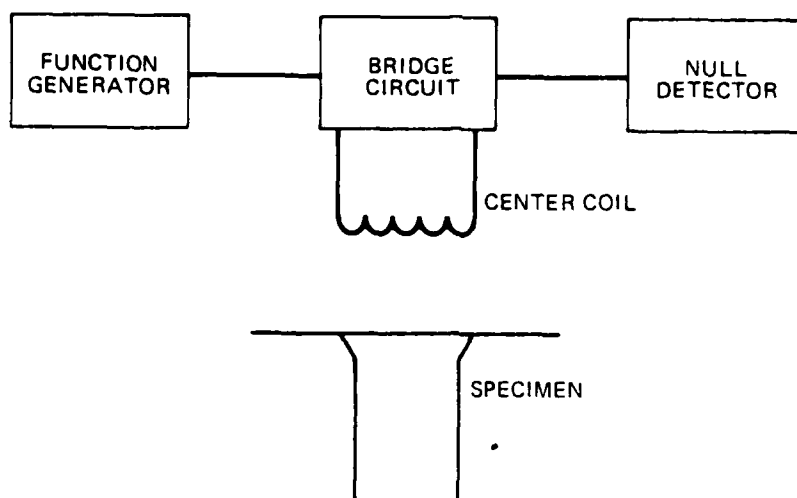 FUNCTION
GENERATOR
BRIDGE
CIRCUIT
NULL
DETECTOR
CENTER COIL
SPECIMEN